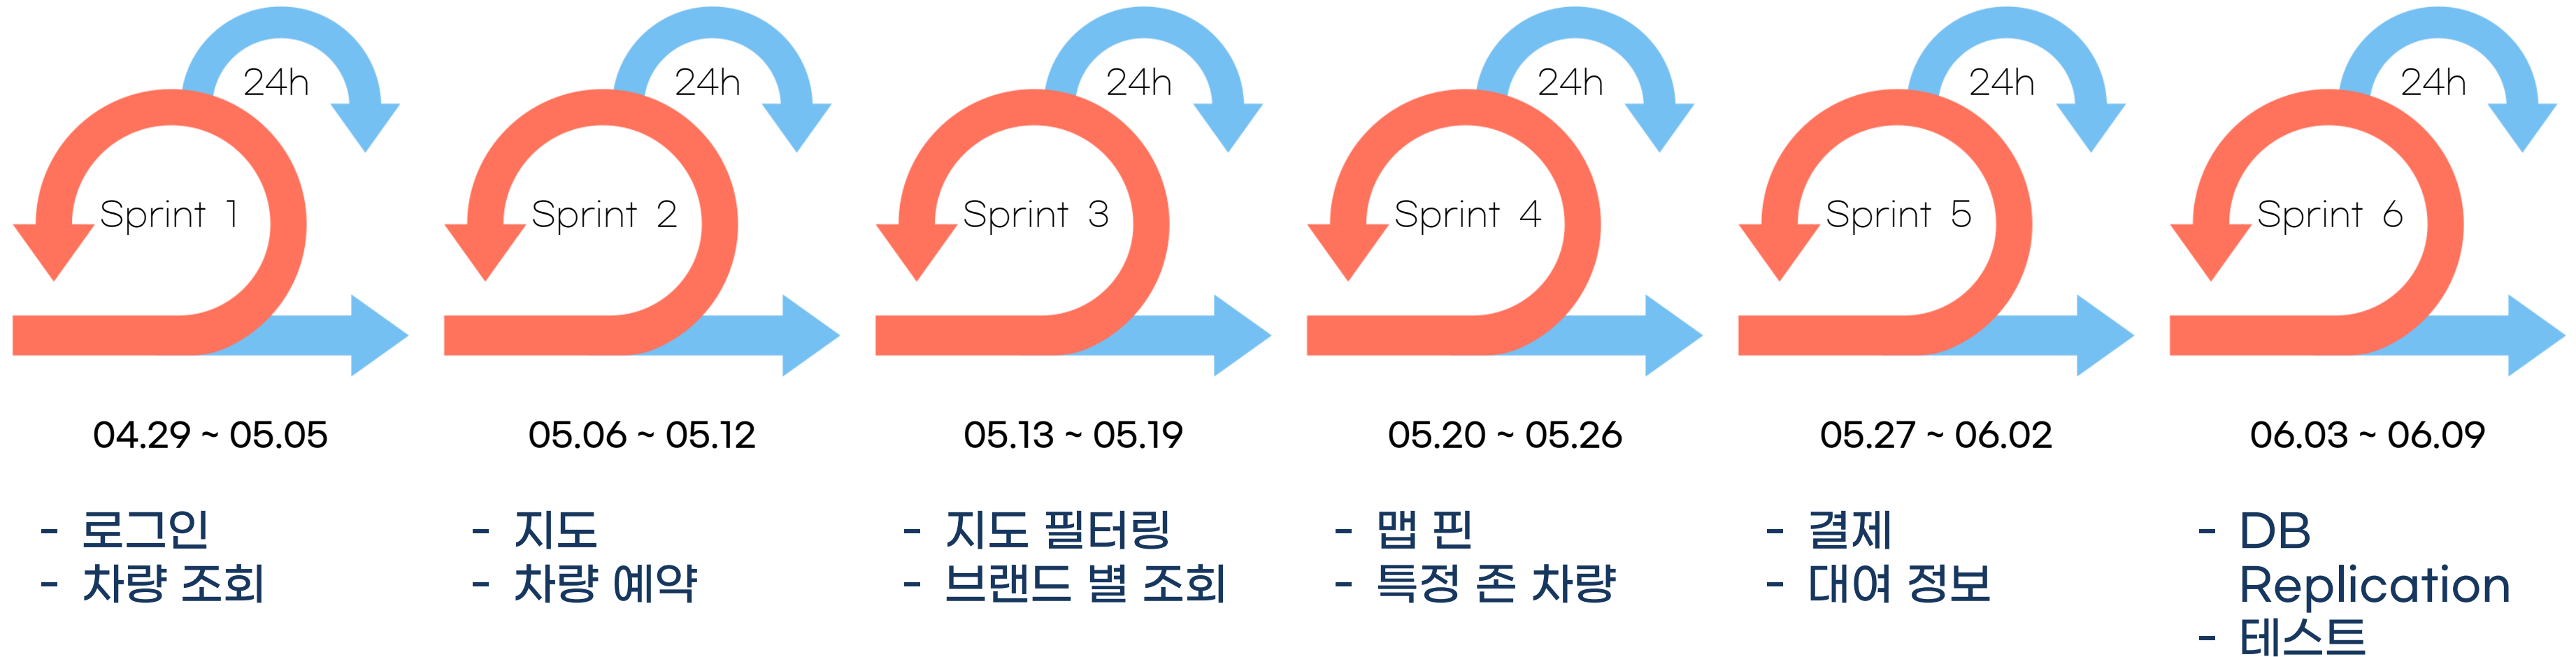 24h
24h
24h
24h
24h
24h
Sprint 1
Sprint 2
Sprint 3
Sprint 4
Sprint 5
Sprint 6
04.29 ~ 05.05
05.06 ~ 05.12
05.13 ~ 05.19
05.20 ~ 05.26
05.27 ~ 06.02
06.03 ~ 06.09
- 로그인
- 차량 조회
- 지도
- 차량 예약
- 지도 필터링
- 브랜드 별 조회
- 맵 핀
- 특정 존 차량
- 결제
- 대여 정보
- DB
Replication
- 테스트